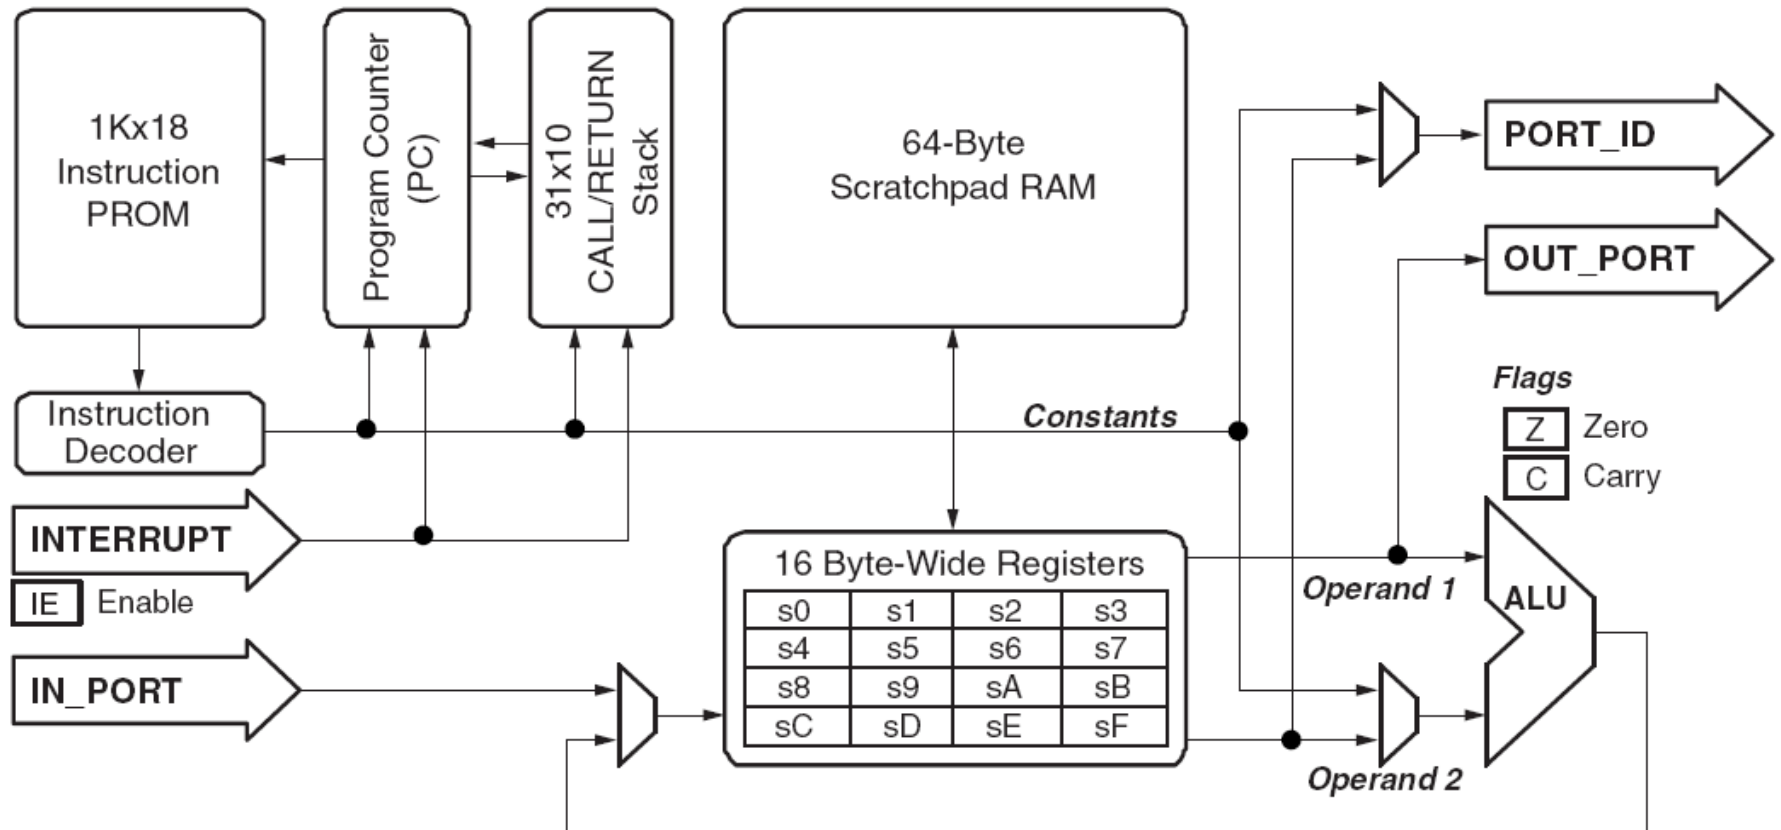 1Kx18
Instruction
PROM
Program Counter
(PC)
31x10
CALL/RETURN
Stack
64-Byte
Scratchpad RAM
PORT_ID
OUT_PORT
Instruction
Decoder
Constants
Flags
Z Zero
C Carry
INTERRUPT
IE Enable
IN_PORT
16 Byte-Wide Registers
s0 s1 s2 s3
s4 s5 s6 s7
s8 s9 sA sB
sC sD sE sF
Operand 1
ALU
Operand 2